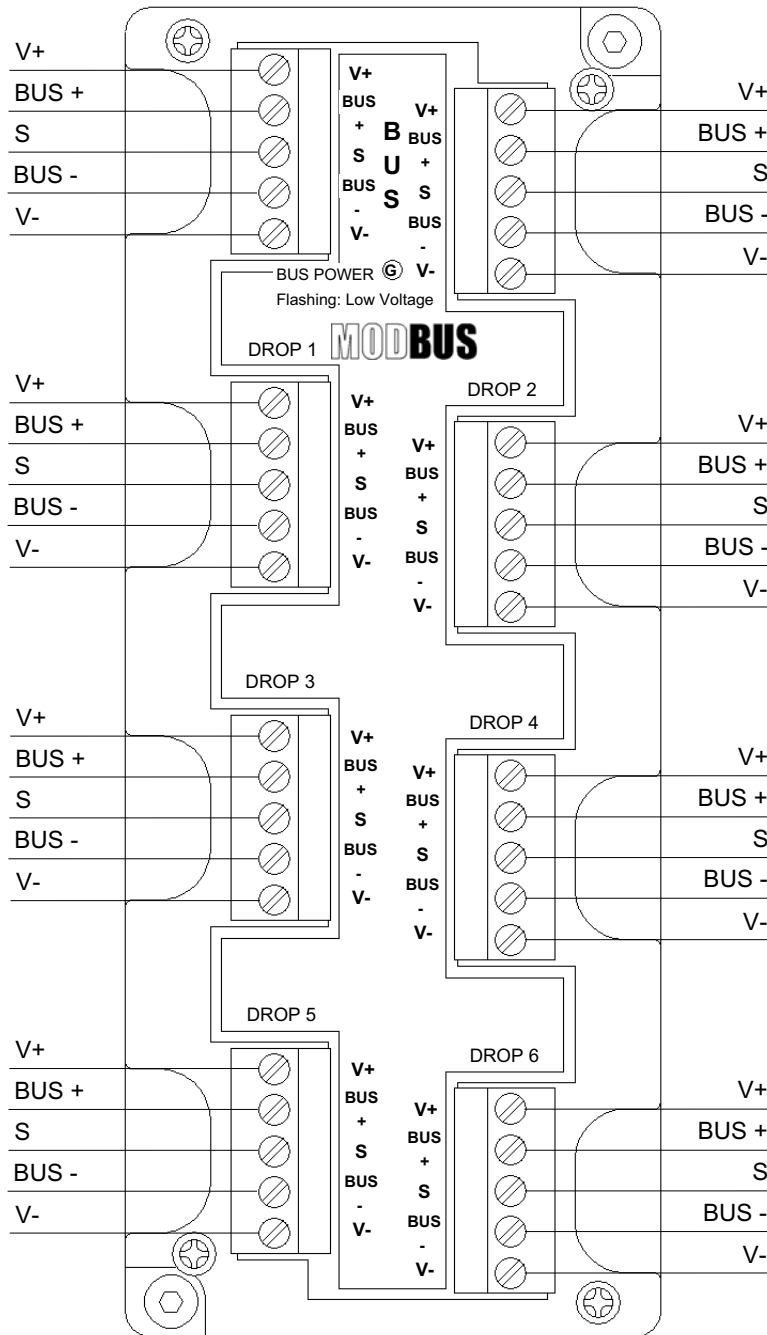 V+
BUS +
S
BUS -
V-
V+
BUS
+
S
BUS
-
V-
B
U
S
V+
BUS
+
S
BUS
-
V-
V+
BUS +
S
BUS -
V-
BUS POWER G
Flashing: Low Voltage
MODBUS
DROP 1
V+
BUS +
S
BUS -
V-
V+
BUS
+
S
BUS
-
V-
DROP 2
V+
BUS
+
S
BUS
-
V-
V+
BUS +
S
BUS -
V-
DROP 3
V+
BUS +
S
BUS -
V-
V+
BUS
+
S
BUS
-
V-
DROP 4
V+
BUS
+
S
BUS
-
V-
V+
BUS +
S
BUS -
V-
DROP 5
V+
BUS +
S
BUS -
V-
V+
BUS
+
S
BUS
-
V-
DROP 6
V+
BUS
+
S
BUS
-
V-
V+
BUS +
S
BUS -
V-